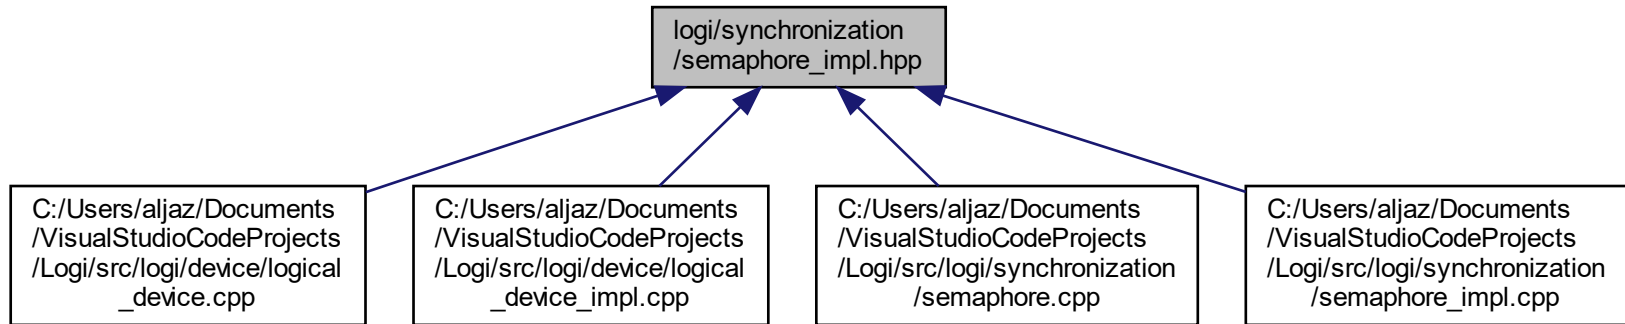 logi/synchronization
/semaphore_impl.hpp
C:/Users/aljaz/Documents
/VisualStudioCodeProjects
/Logi/src/logi/device/logical
_device.cpp
C:/Users/aljaz/Documents
/VisualStudioCodeProjects
/Logi/src/logi/device/logical
_device_impl.cpp
C:/Users/aljaz/Documents
/VisualStudioCodeProjects
/Logi/src/logi/synchronization
/semaphore.cpp
C:/Users/aljaz/Documents
/VisualStudioCodeProjects
/Logi/src/logi/synchronization
/semaphore_impl.cpp